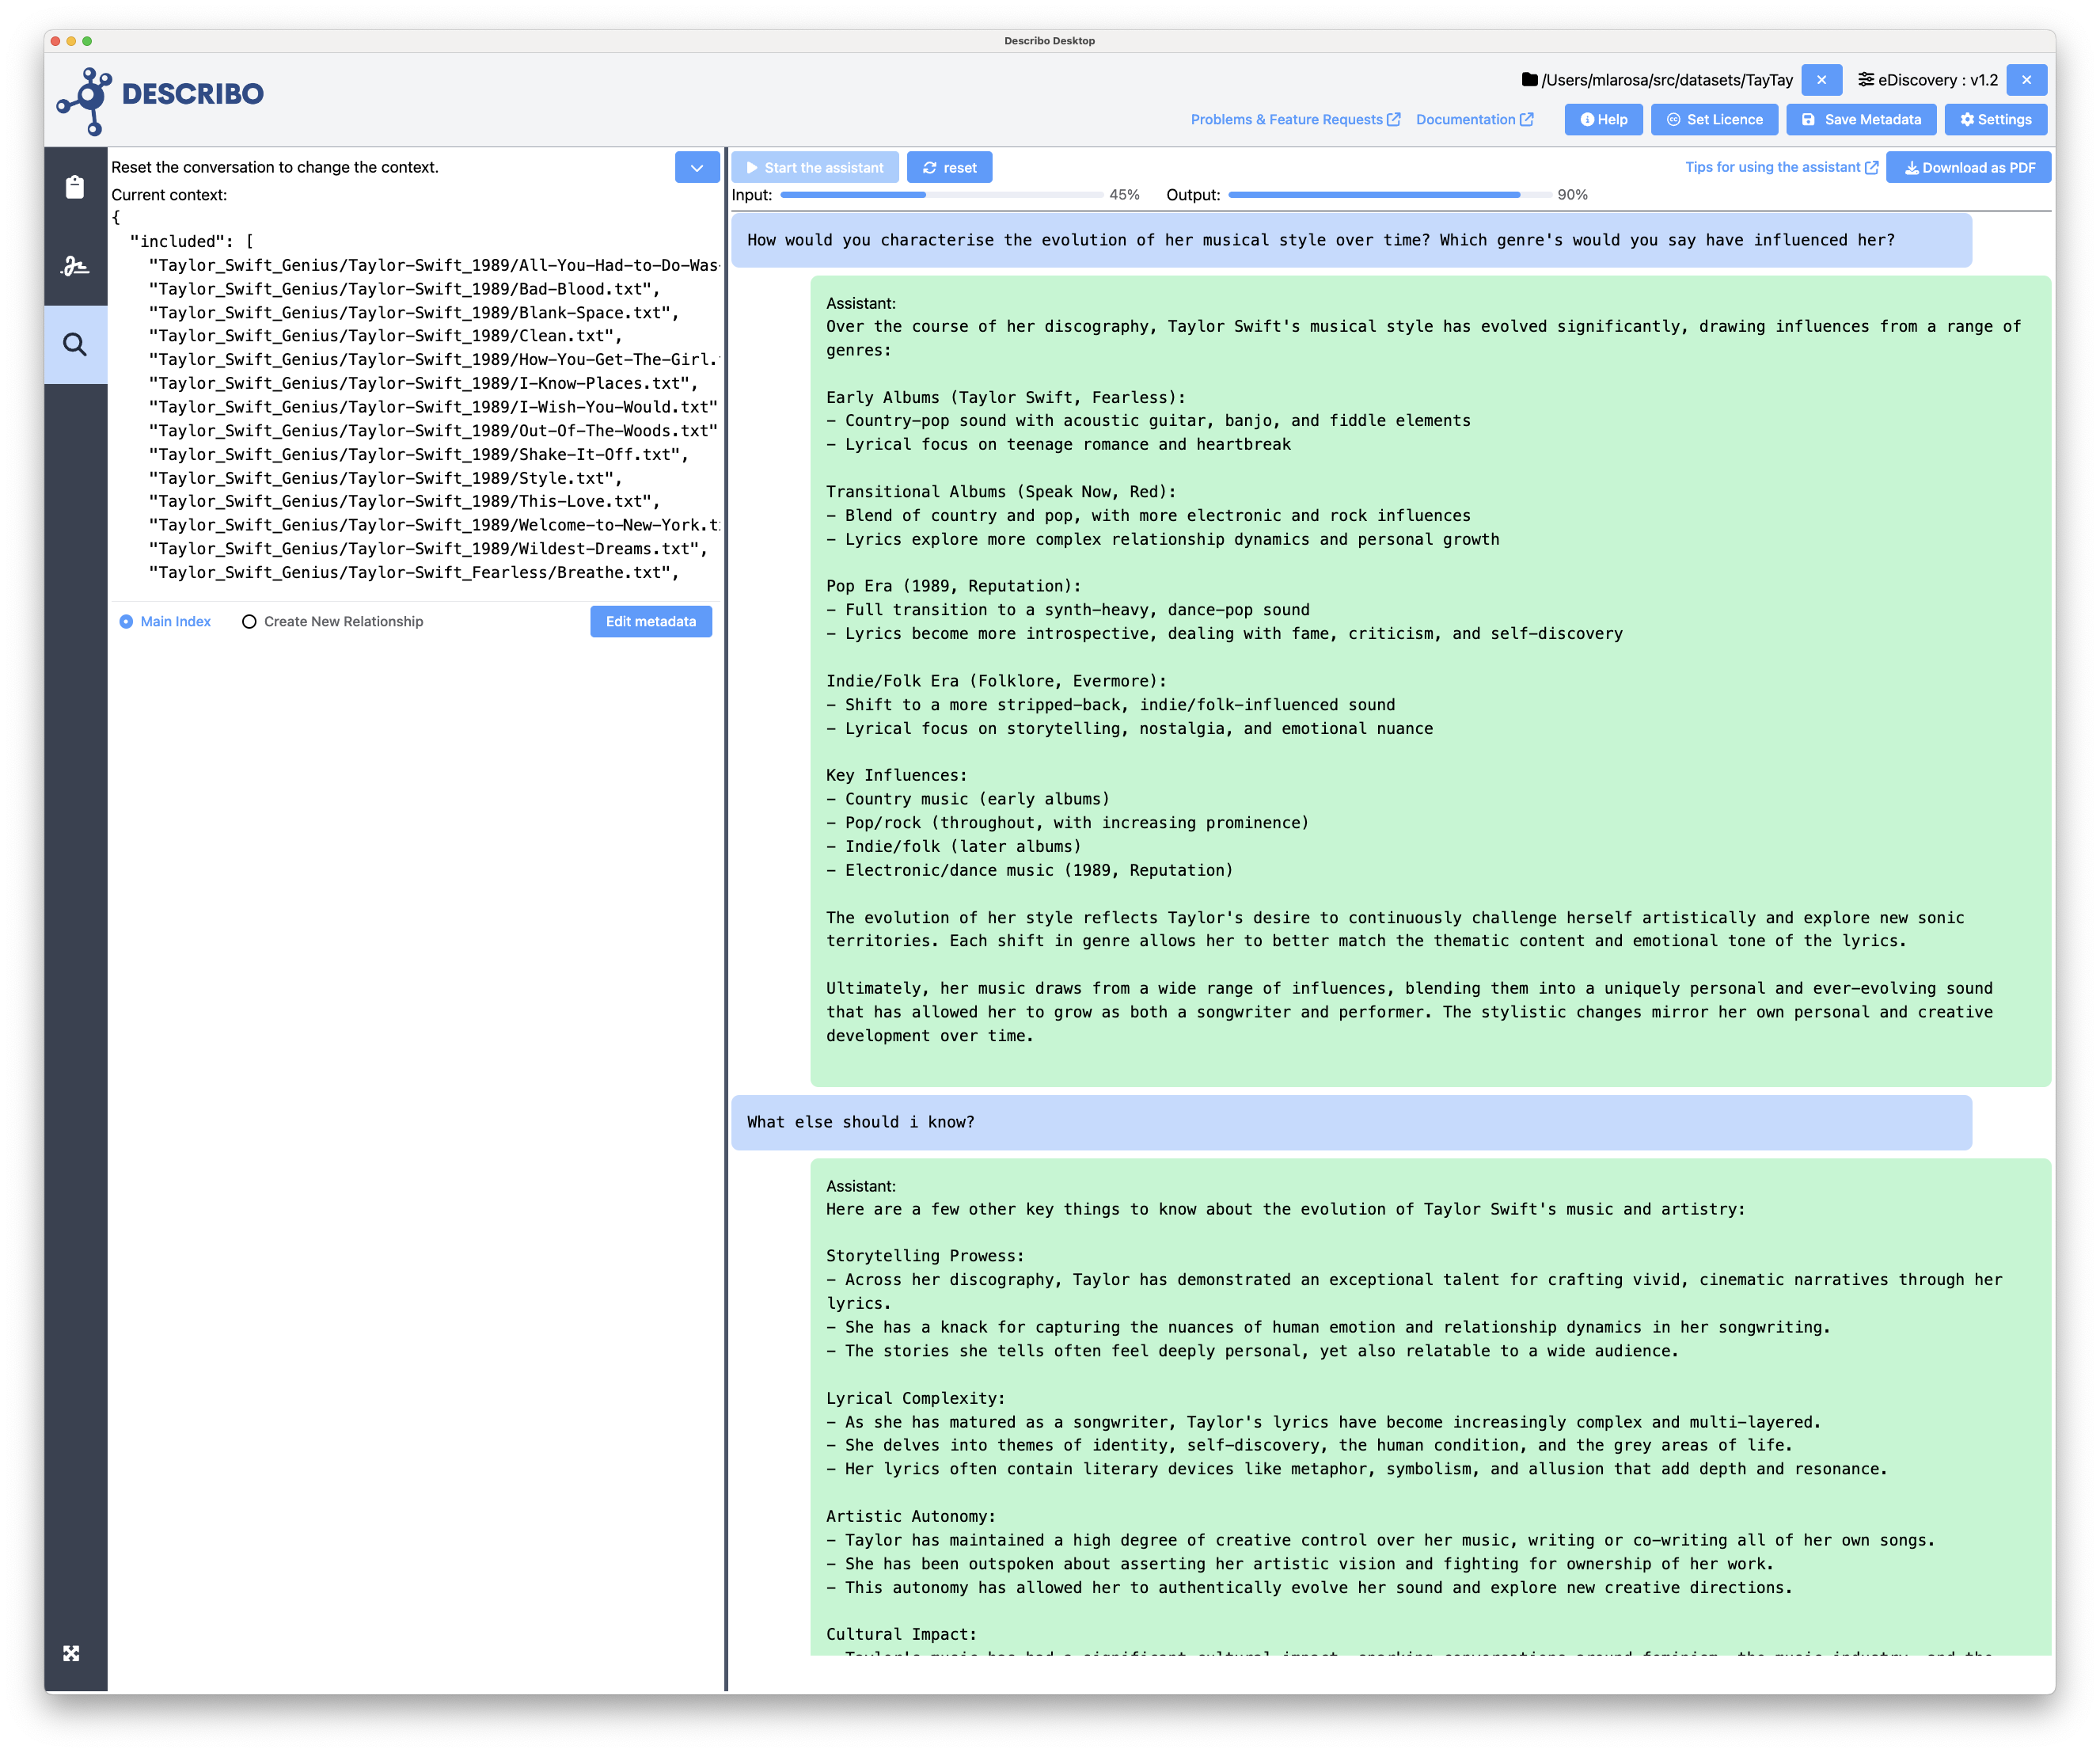 Describo Desktop
DESCRIBO
/Users/mlarosa/src/datasets/TayTay
eDiscovery : v1.2
Problems & Feature Requests
Documentation
Help
Set Licence
Save Metadata
Settings
Reset the conversation to change the context.
Current context:
{
"included": [
"Taylor_Swift_Genius/Taylor-Swift_1989/All-You-Had-to-Do-Was-
"Taylor_Swift_Genius/Taylor-Swift_1989/Bad-Blood.txt",
"Taylor_Swift_Genius/Taylor-Swift_1989/Blank-Space.txt",
"Taylor_Swift_Genius/Taylor-Swift_1989/Clean.txt",
"Taylor_Swift_Genius/Taylor-Swift_1989/How-You-Get-The-Girl.
"Taylor_Swift_Genius/Taylor-Swift_1989/I-Know-Places.txt",
"Taylor_Swift_Genius/Taylor-Swift_1989/I-Wish-You-Would.txt"
"Taylor_Swift_Genius/Taylor-Swift_1989/Out-Of-The-Woods.txt"
"Taylor_Swift_Genius/Taylor-Swift_1989/Shake-It-Off.txt",
"Taylor_Swift_Genius/Taylor-Swift_1989/Style.txt",
"Taylor_Swift_Genius/Taylor-Swift_1989/This-Love.txt",
"Taylor_Swift_Genius/Taylor-Swift_1989/Welcome-to-New-York.t
"Taylor_Swift_Genius/Taylor-Swift_1989/Wildest-Dreams.txt",
"Taylor_Swift_Genius/Taylor-Swift_Fearless/Breathe.txt",
Main Index
Create New Relationship
Edit metadata
Start the assistant
reset
Tips for using the assistant
Download as PDF
Input: 45%
Output: 90%
How would you characterise the evolution of her musical style over time? Which genre's would you say have influenced her?
Assistant:
Over the course of her discography, Taylor Swift's musical style has evolved significantly, drawing influences from a range of
genres:
Early Albums (Taylor Swift, Fearless):
- Country-pop sound with acoustic guitar, banjo, and fiddle elements
- Lyrical focus on teenage romance and heartbreak
Transitional Albums (Speak Now, Red):
- Blend of country and pop, with more electronic and rock influences
- Lyrics explore more complex relationship dynamics and personal growth
Pop Era (1989, Reputation):
- Full transition to a synth-heavy, dance-pop sound
- Lyrics become more introspective, dealing with fame, criticism, and self-discovery
Indie/Folk Era (Folklore, Evermore):
- Shift to a more stripped-back, indie/folk-influenced sound
- Lyrical focus on storytelling, nostalgia, and emotional nuance
Key Influences:
- Country music (early albums)
- Pop/rock (throughout, with increasing prominence)
- Indie/folk (later albums)
- Electronic/dance music (1989, Reputation)
The evolution of her style reflects Taylor's desire to continuously challenge herself artistically and explore new sonic
territories. Each shift in genre allows her to better match the thematic content and emotional tone of the lyrics.
Ultimately, her music draws from a wide range of influences, blending them into a uniquely personal and ever-evolving sound
that has allowed her to grow as both a songwriter and performer. The stylistic changes mirror her own personal and creative
development over time.
What else should i know?
Assistant:
Here are a few other key things to know about the evolution of Taylor Swift's music and artistry:
Storytelling Prowess:
- Across her discography, Taylor has demonstrated an exceptional talent for crafting vivid, cinematic narratives through her
lyrics.
- She has a knack for capturing the nuances of human emotion and relationship dynamics in her songwriting.
- The stories she tells often feel deeply personal, yet also relatable to a wide audience.
Lyrical Complexity:
- As she has matured as a songwriter, Taylor's lyrics have become increasingly complex and multi-layered.
- She delves into themes of identity, self-discovery, the human condition, and the grey areas of life.
- Her lyrics often contain literary devices like metaphor, symbolism, and allusion that add depth and resonance.
Artistic Autonomy:
- Taylor has maintained a high degree of creative control over her music, writing or co-writing all of her own songs.
- She has been outspoken about asserting her artistic vision and fighting for ownership of her work.
- This autonomy has allowed her to authentically evolve her sound and explore new creative directions.
Cultural Impact:
- Taylor's music has had a significant cultural impact, sparking conversations around feminism, the music industry, and the